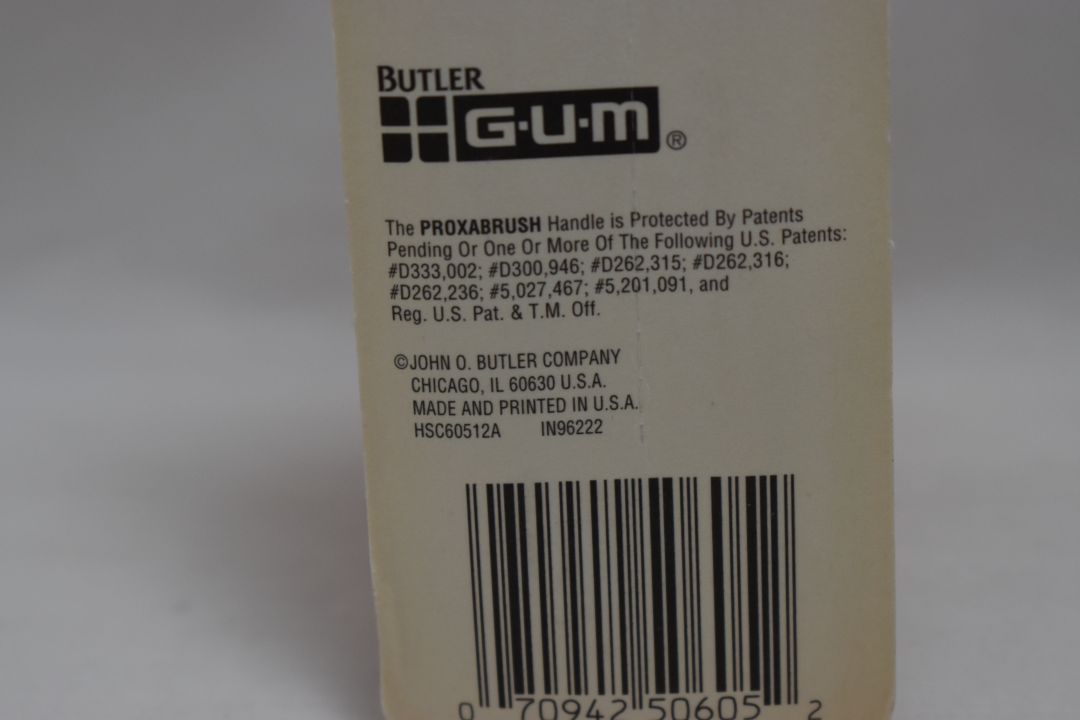 BUTLER
G·U·M ®
The PROXABRUSH Handle is Protected By Patents
Pending Or One Or More Of The Following U.S. Patents:
#D333,002; #D300,946; #D262,315; #D262,316;
#D262,236; #5,027,467; #5,201,091, and
Reg. U.S. Pat. & T.M. Off.
©JOHN O. BUTLER COMPANY
CHICAGO, IL 60630 U.S.A.
MADE AND PRINTED IN U.S.A.
HSC60512A IN96222
0 70942 50605 2